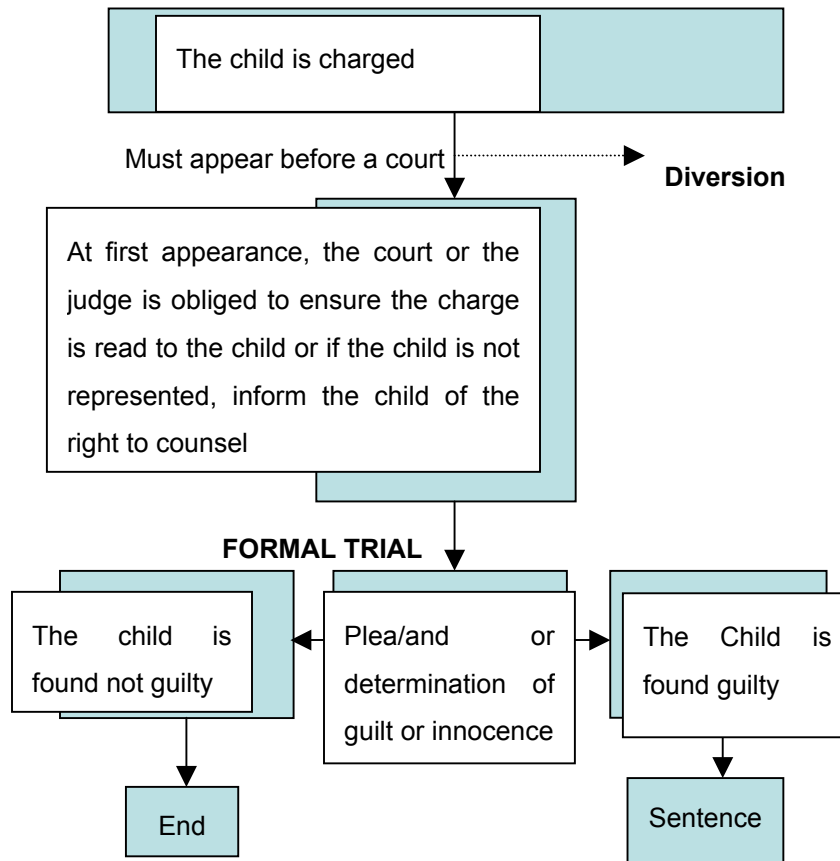 The child is charged
Must appear before a court
Diversion
At first appearance, the court or the
judge is obliged to ensure the charge
is read to the child or if the child is not
represented, inform the child of the
right to counsel
FORMAL TRIAL
The child is
found not guilty
Plea/and or
determination of
guilt or innocence
The Child is
found guilty
End
Sentence